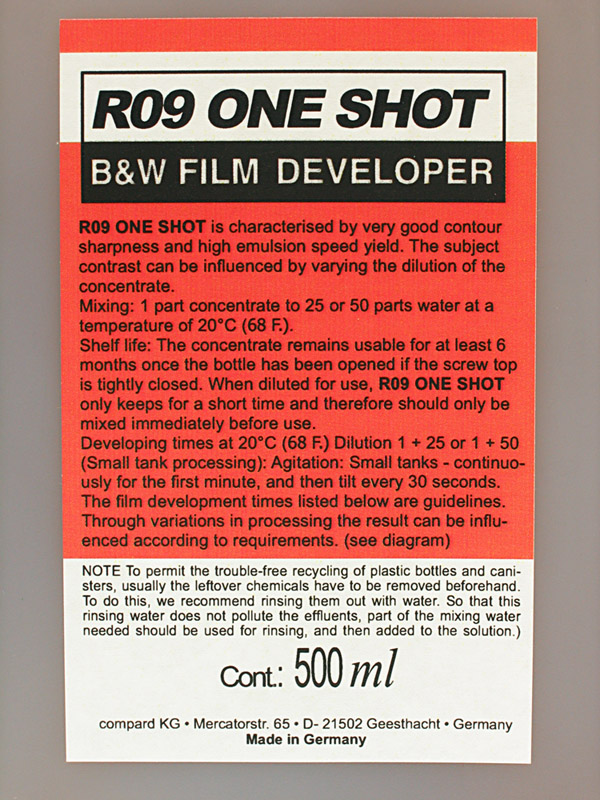 R09 ONE SHOT
B&W FILM DEVELOPER
R09 ONE SHOT is characterised by very good contour
sharpness and high emulsion speed yield. The subject
contrast can be influenced by varying the dilution of the
concentrate.
Mixing: 1 part concentrate to 25 or 50 parts water at a
temperature of 20°C (68 F.).
Shelf life: The concentrate remains usable for at least 6
months once the bottle has been opened if the screw top
is tightly closed. When diluted for use, R09 ONE SHOT
only keeps for a short time and therefore should only be
mixed immediately before use.
Developing times at 20°C (68 F.) Dilution 1 + 25 or 1 + 50
(Small tank processing): Agitation: Small tanks - continuo-
usly for the first minute, and then tilt every 30 seconds.
The film development times listed below are guidelines.
Through variations in processing the result can be influ-
enced according to requirements. (see diagram)
NOTE To permit the trouble-free recycling of plastic bottles and cani-
sters, usually the leftover chemicals have to be removed beforehand.
To do this, we recommend rinsing them out with water. So that this
rinsing water does not pollute the effluents, part of the mixing water
needed should be used for rinsing, and then added to the solution.)
Cont.: 500 ml
compard KG • Mercatorstr. 65 • D- 21502 Geesthacht • Germany
Made in Germany